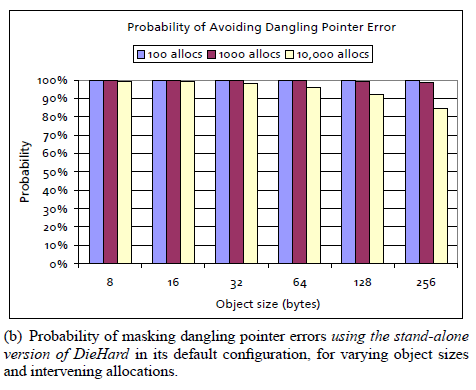 Probability of Avoiding Dangling Pointer Error
100 allocs 1000 allocs 10,000 allocs
100%
90%
80%
70%
60%
50%
40%
30%
20%
10%
0%
Probability
8 16 32 64 128 256
Object size (bytes)
(b) Probability of masking dangling pointer errors using the stand-alone
version of DieHard in its default configuration, for varying object sizes
and intervening allocations.